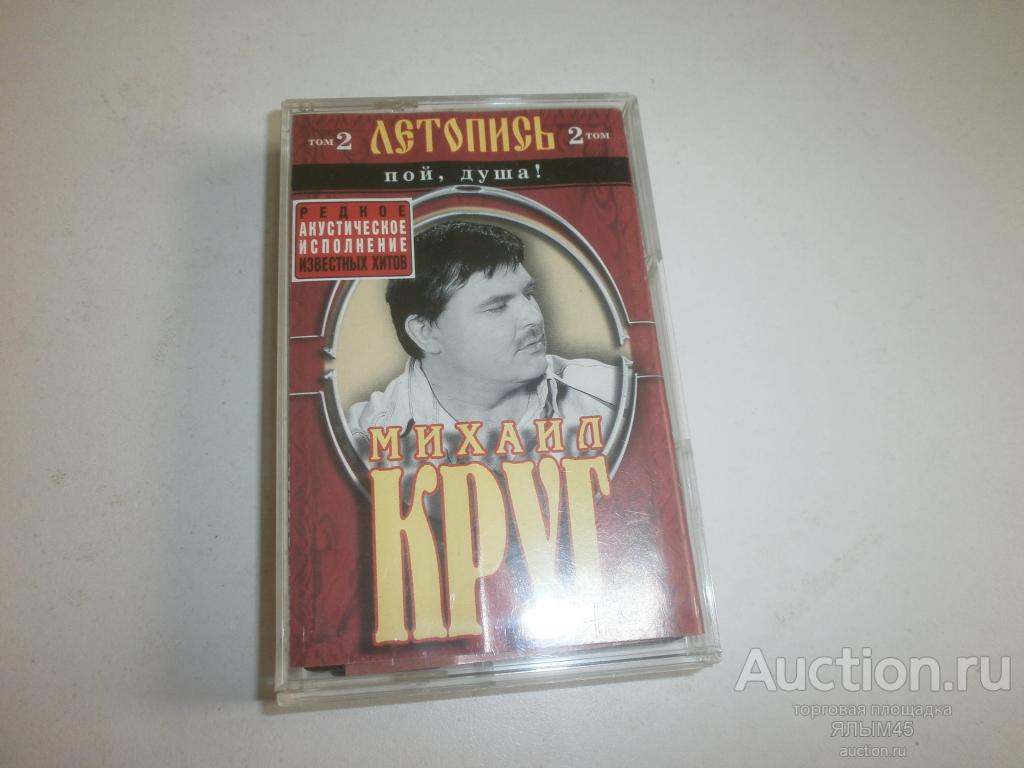 том 2 ЛЕТОПИСЬ 2 том
пой, душа!
РЕДКОЕ
АКУСТИЧЕСКОЕ
ИСПОЛНЕНИЕ
ИЗВЕСТНЫХ ХИТОВ
МИХАИЛ
КРУГ
Auction.ru
торговая площадка
ЯЛЫМ45
auction.ru